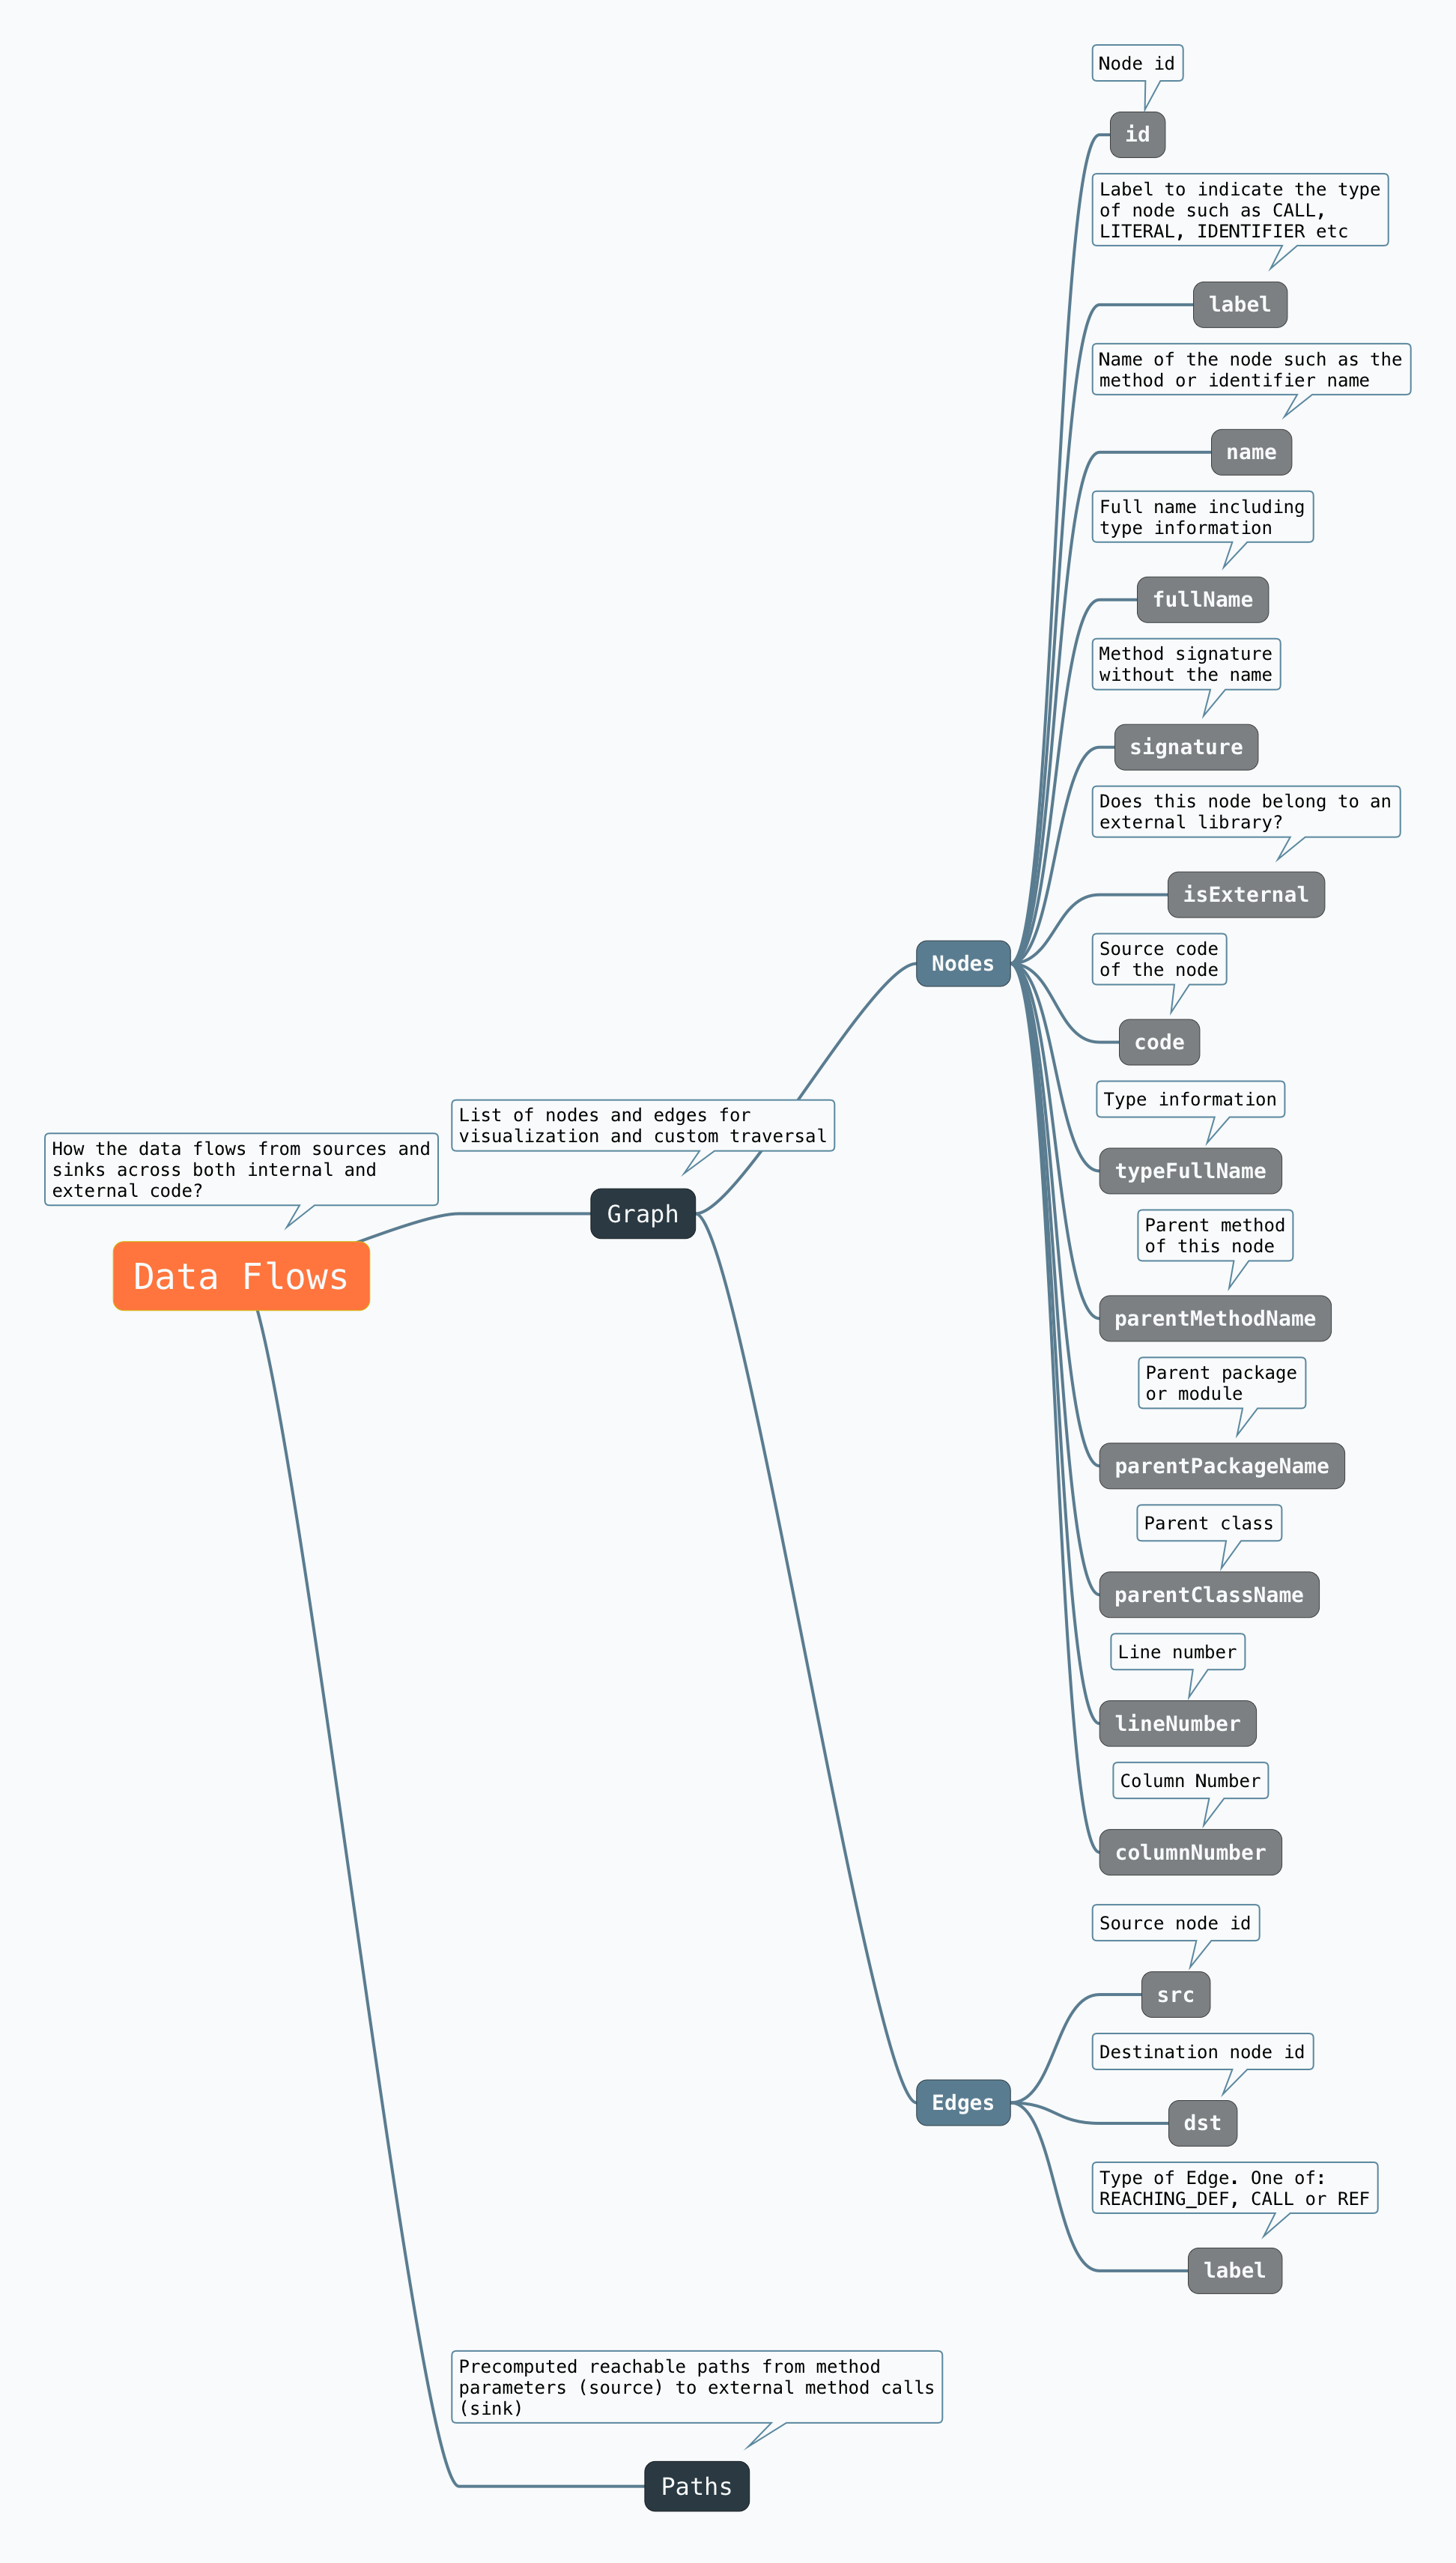 Node id
id
Label to indicate the type
of node such as CALL,
LITERAL, IDENTIFIER etc
label
Name of the node such as the
method or identifier name
name
Full name including
type information
fullName
Method signature
without the name
signature
Does this node belong to an
external library?
isExternal
Nodes
Source code
of the node
code
Type information
typeFullName
List of nodes and edges for
visualization and custom traversal
Graph
How the data flows from sources and
sinks across both internal and
external code?
Data Flows
Parent method
of this node
parentMethodName
Parent package
or module
parentPackageName
Parent class
parentClassName
Line number
lineNumber
Column Number
columnNumber
Source node id
src
Edges
Destination node id
dst
Type of Edge. One of:
REACHING_DEF, CALL or REF
label
Precomputed reachable paths from method
parameters (source) to external method calls
(sink)
Paths